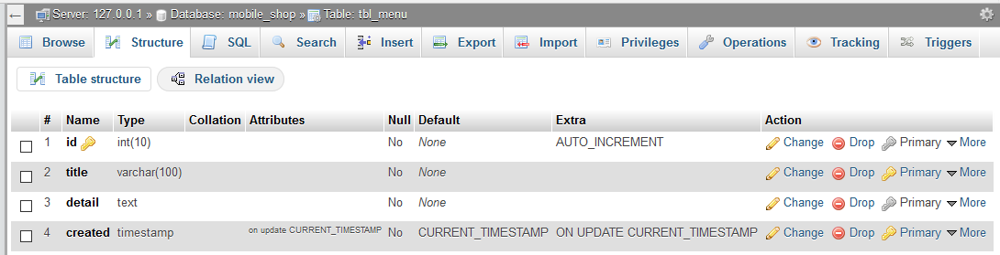 Server: 127.0.0.1 » Database: mobile_shop » Table: tbl_menu
Browse Structure SQL Search Insert Export Import Privileges Operations Tracking Triggers
Table structure Relation view
# Name Type Collation Attributes Null Default Extra Action
1 id int(10) No None AUTO_INCREMENT Change Drop Primary More
2 title varchar(100) No None Change Drop Primary More
3 detail text No None Change Drop Primary More
4 created timestamp on update CURRENT_TIMESTAMP No CURRENT_TIMESTAMP ON UPDATE CURRENT_TIMESTAMP Change Drop Primary More